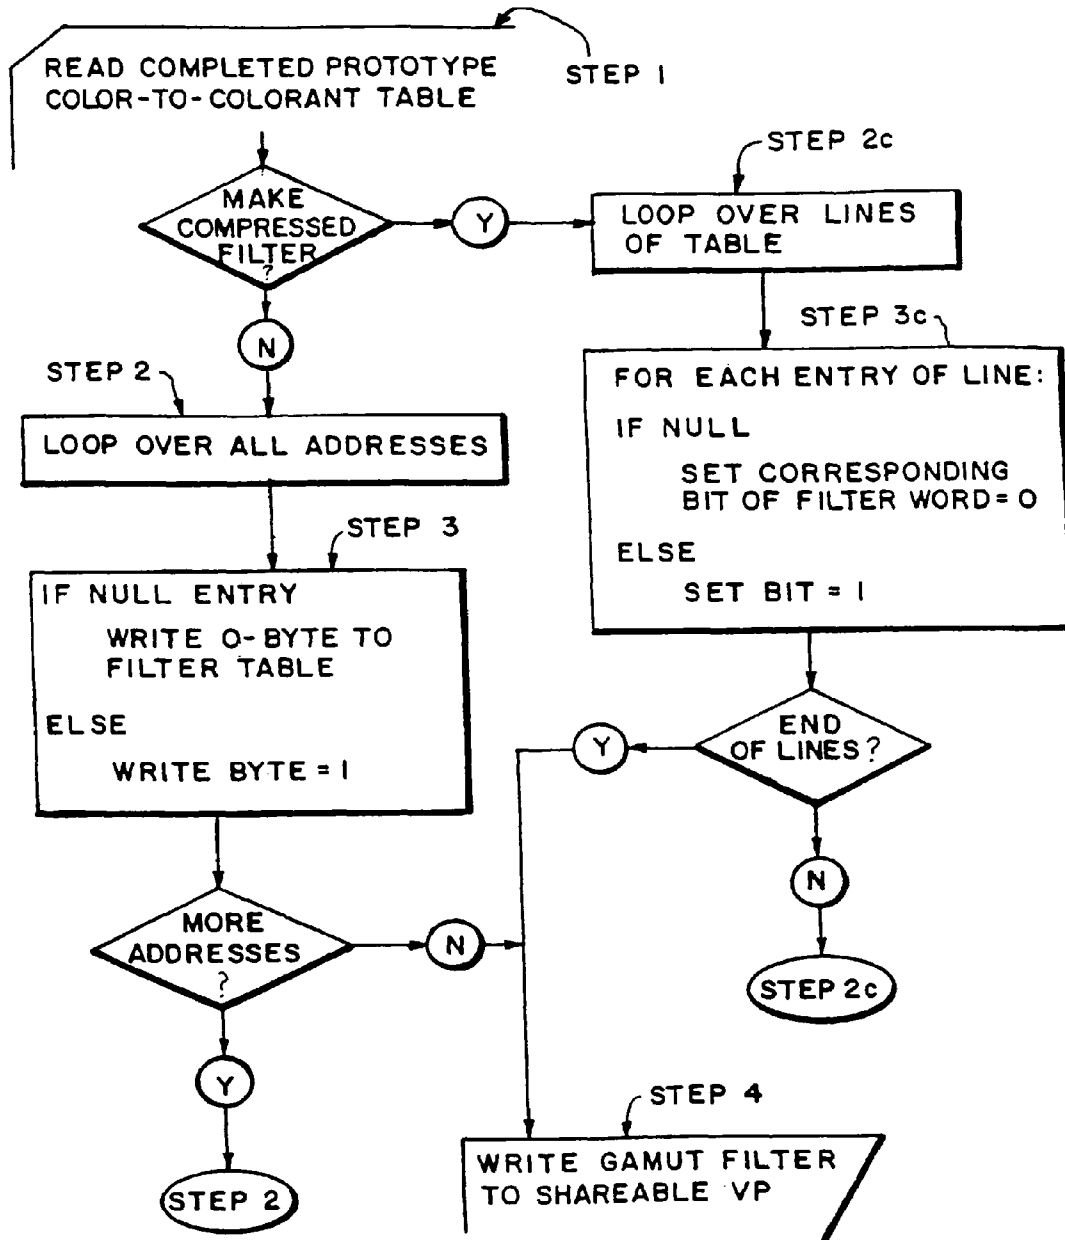 READ COMPLETED PROTOTYPE
COLOR-TO-COLORANT TABLE
STEP 1
MAKE
COMPRESSED
FILTER
?
Y
STEP 2c
LOOP OVER LINES
OF TABLE
N
STEP 2
LOOP OVER ALL ADDRESSES
STEP 3c
FOR EACH ENTRY OF LINE:
IF NULL
SET CORRESPONDING
BIT OF FILTER WORD=0
ELSE
SET BIT = 1
STEP 3
IF NULL ENTRY
WRITE 0-BYTE TO
FILTER TABLE
ELSE
WRITE BYTE = 1
END
OF LINES?
Y
N
STEP 2c
MORE
ADDRESSES
?
N
Y
STEP 2
STEP 4
WRITE GAMUT FILTER
TO SHAREABLE VP